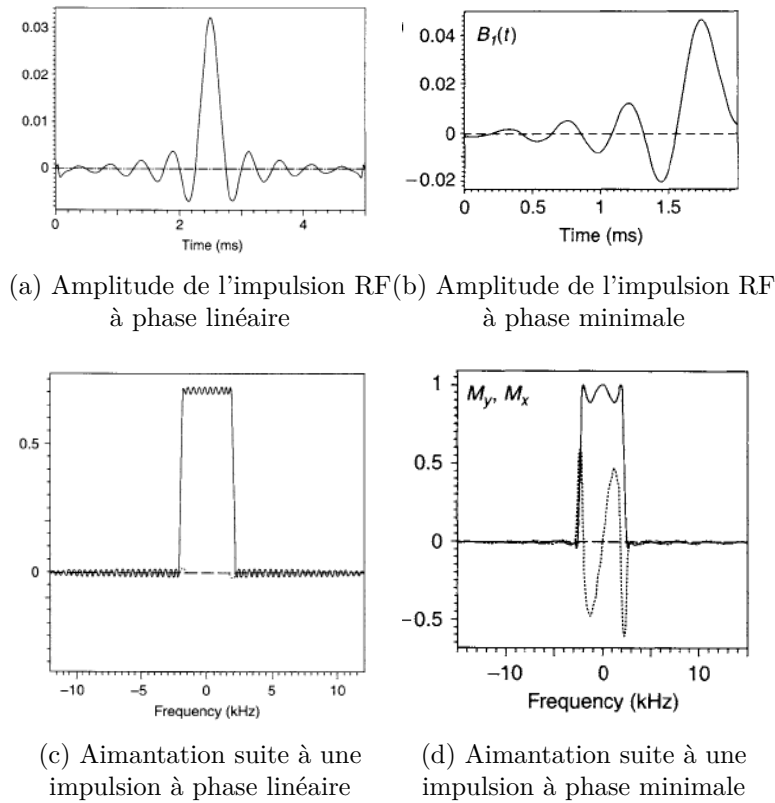 0.03
0.02
0.01
0
0
2
4
Time (ms)
B₁(t)
0.04
0.02
0
−0.02
0
0.5
1
1.5
Time (ms)
(a) Amplitude de l'impulsion RF
à phase linéaire
(b) Amplitude de l'impulsion RF
à phase minimale
0.5
0
−10
−5
0
5
10
Frequency (kHz)
M_y, M_x
1
0.5
0
−0.5
−10
0
10
Frequency (kHz)
(c) Aimantation suite à une
impulsion à phase linéaire
(d) Aimantation suite à une
impulsion à phase minimale